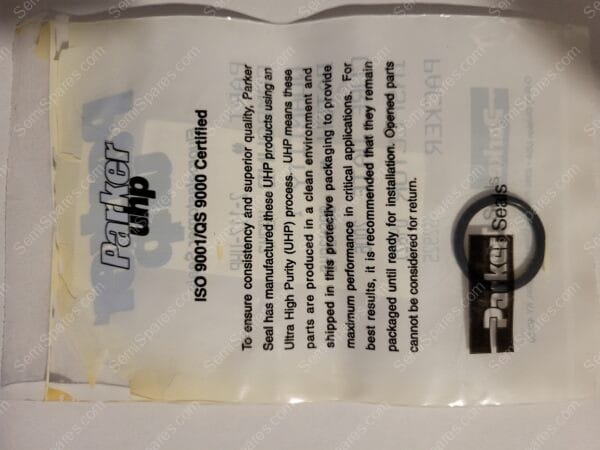 Parker
uhp
ISO 9001/QS 9000 Certified
To ensure consistency and superior quality, Parker
Seal has manufactured these UHP products using an
Ultra High Purity (UHP) process. UHP means these
parts are produced in a clean environment and
shipped in this protective packaging to provide
maximum performance in critical applications. For
best results, it is recommended that they remain
packaged until ready for installation. Opened parts
cannot be considered for return.
Parker Seals
SemiSpares.com